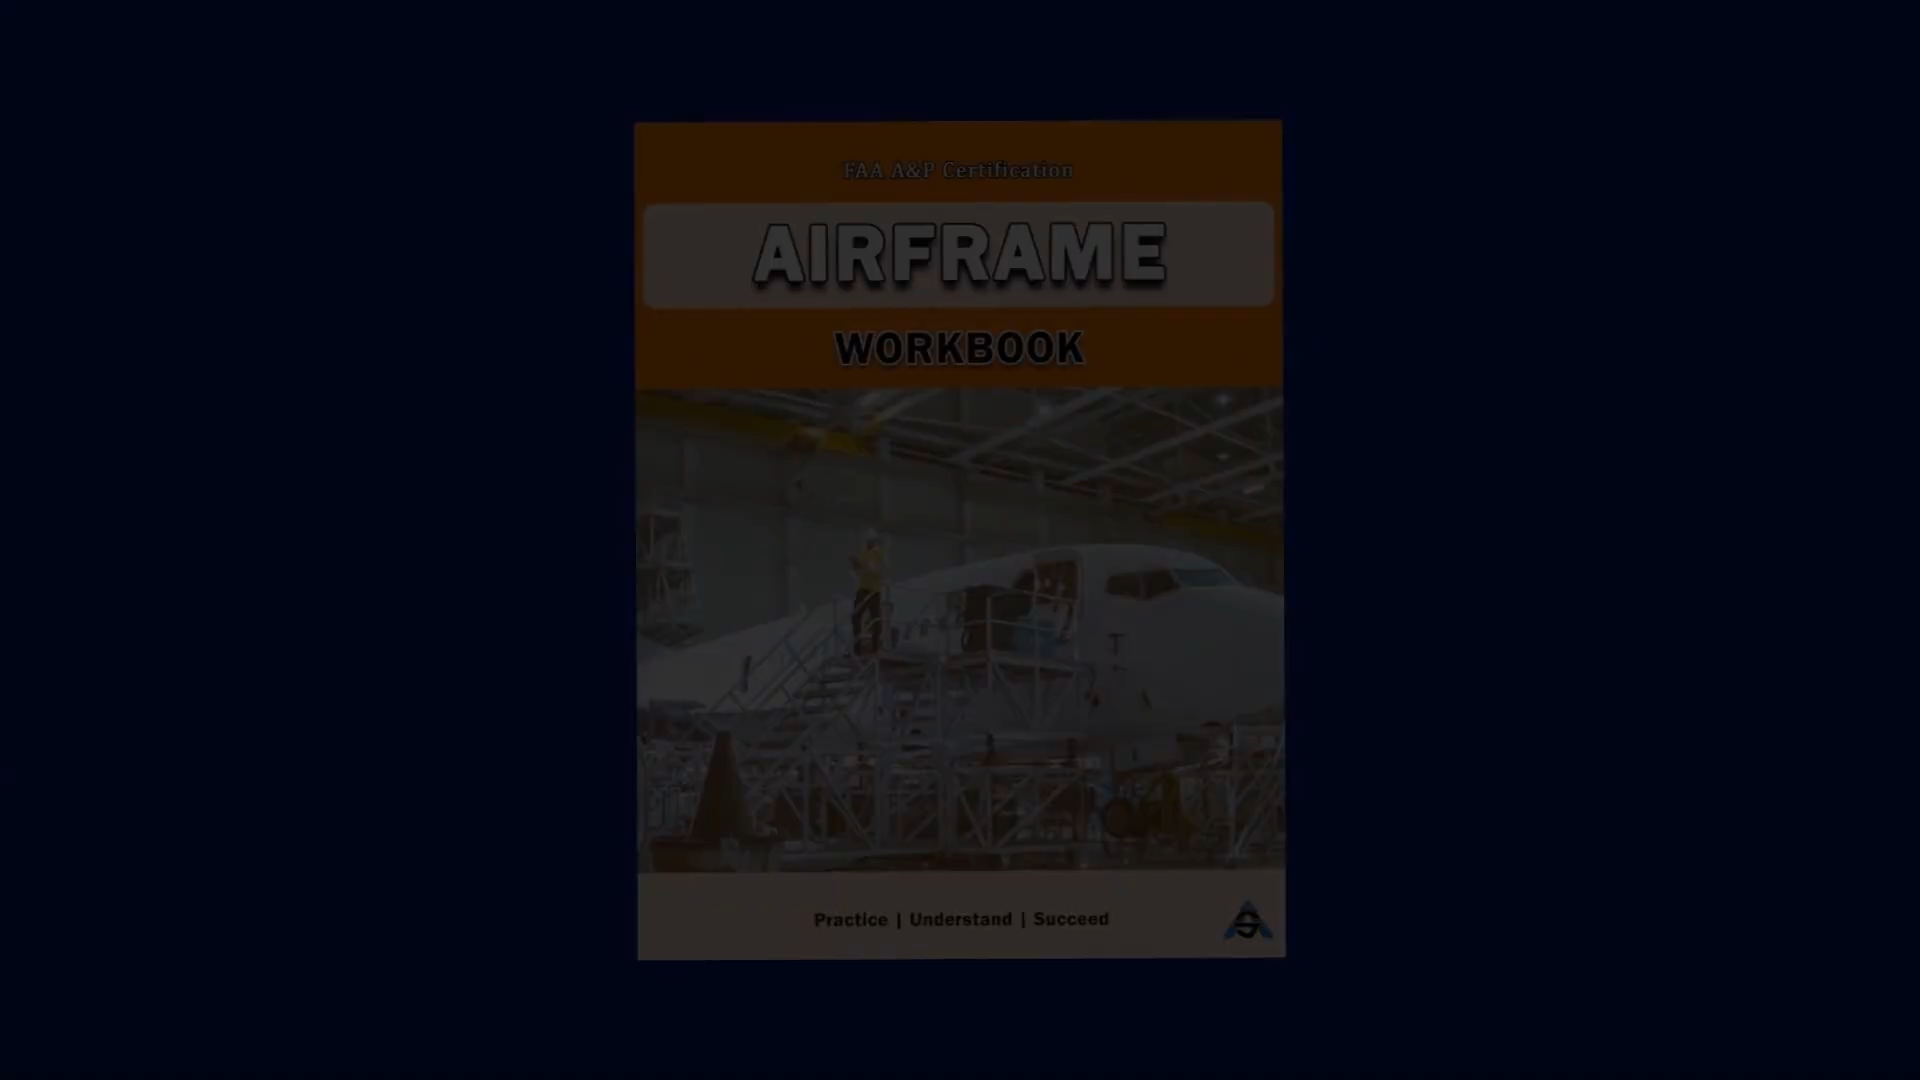 FAA A&P Certification
AIRFRAME
WORKBOOK
Practice | Understand | Succeed